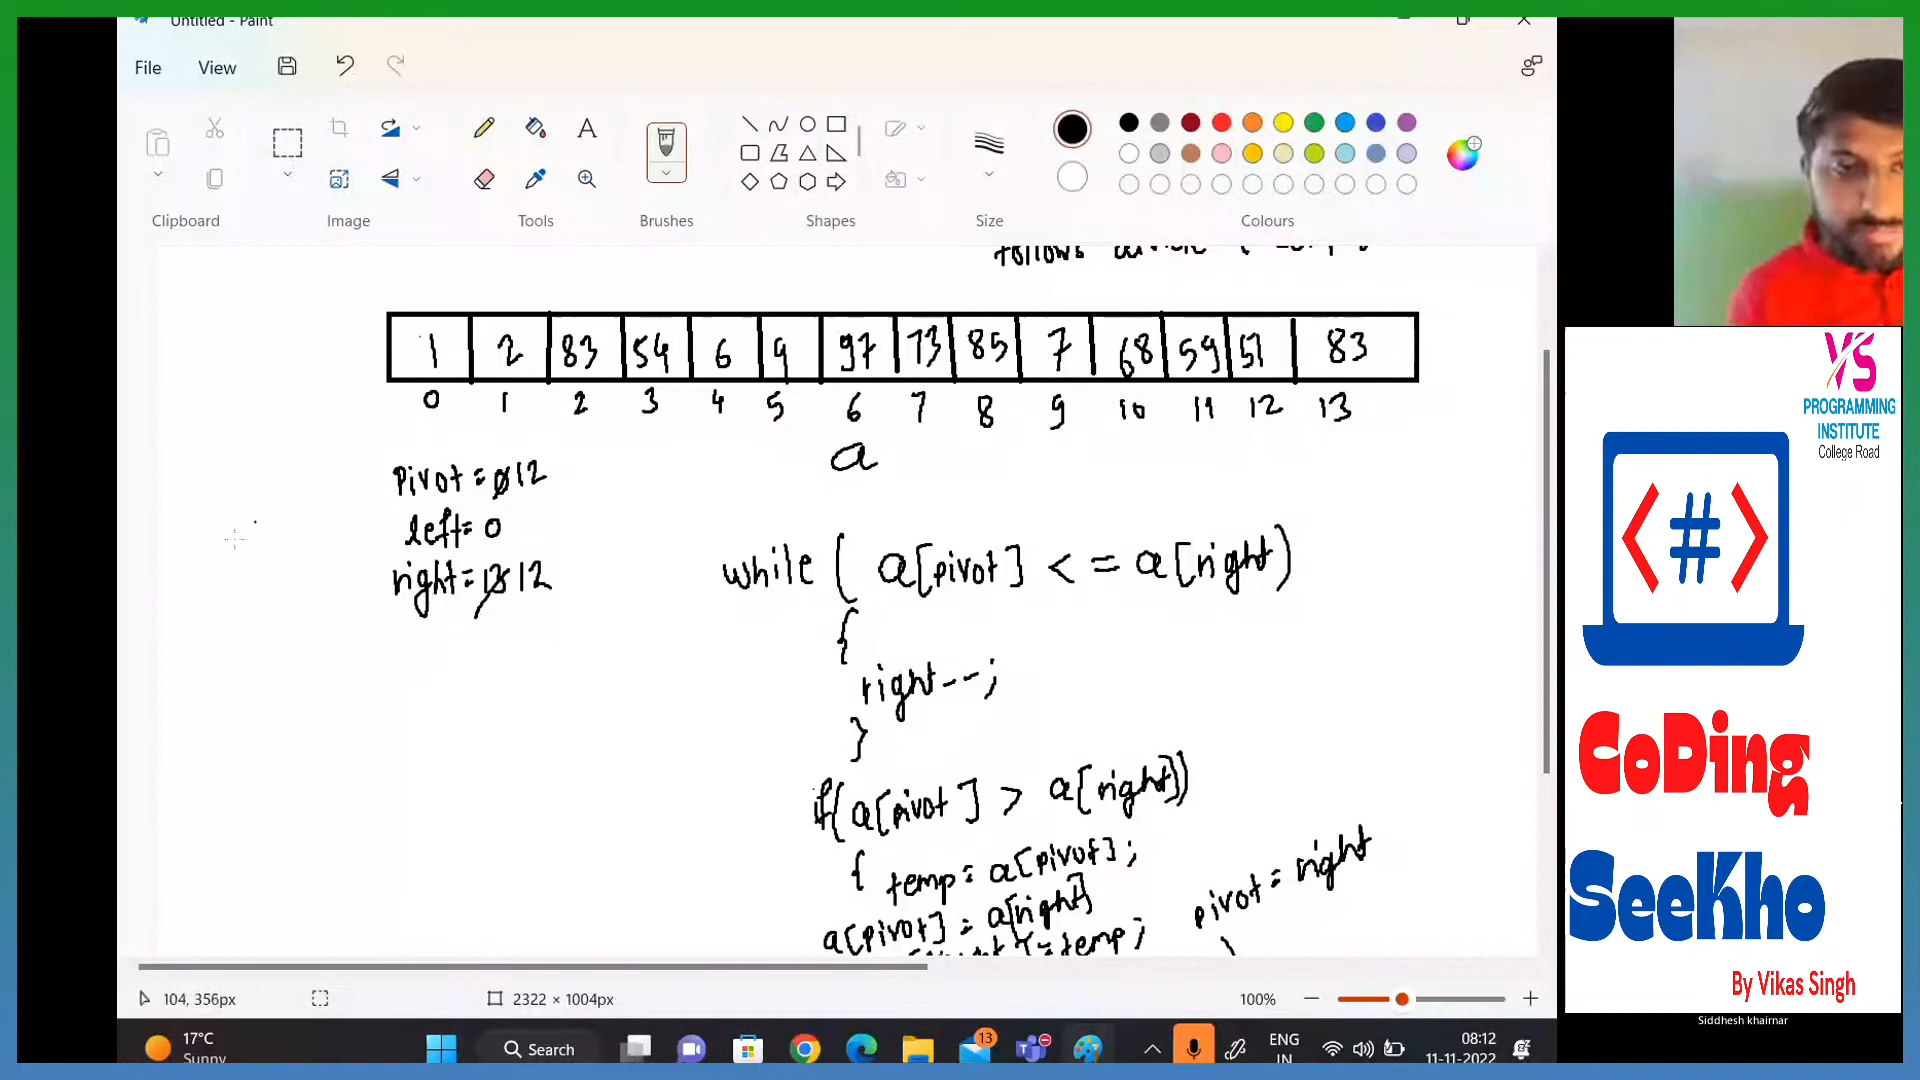 Untitled - Paint
File View
Clipboard Image Tools Brushes Shapes Size Colours
follows
1 2 83 54 6 9 97 73 85 7 68 59 51 83
0 1 2 3 4 5 6 7 8 9 10 11 12 13
a
Pivot = 0 12
left = 0
right = 13 12
while ( a[pivot] <= a[right)
{
right--;
}
if( a[pivot] > a[right])
{ temp = a[pivot];
a[pivot] = a[right]
= temp;
pivot = right
}
104, 356px
2322 × 1004px
100%
17°C
Sunny
Search
13
ENG
IN
08:12
11-11-2022
VS
PROGRAMMING
INSTITUTE
College Road
<#>
CoDing
SeeKho
By Vikas Singh
Siddhesh khairnar